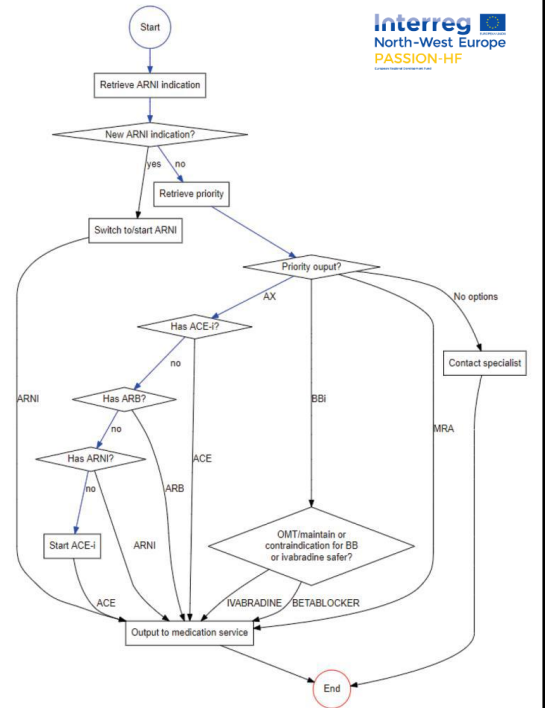 Start
Interreg
North-West Europe
PASSION-HF
Retrieve ARNI indication
New ARNI indication?
yes
no
Retrieve priority
Switch to/start ARNI
Priority ouput?
AX
No options
Has ACE-i?
Contact specialist
no
Has ARB?
ARNI
BBi
MRA
no
ACE
Has ARNI?
ARB
no
OMT/maintain or
contraindication for BB
or ivabradine safer?
Start ACE-i
ARNI
ACE
IVABRADINE
BETABLOCKER
Output to medication service
End